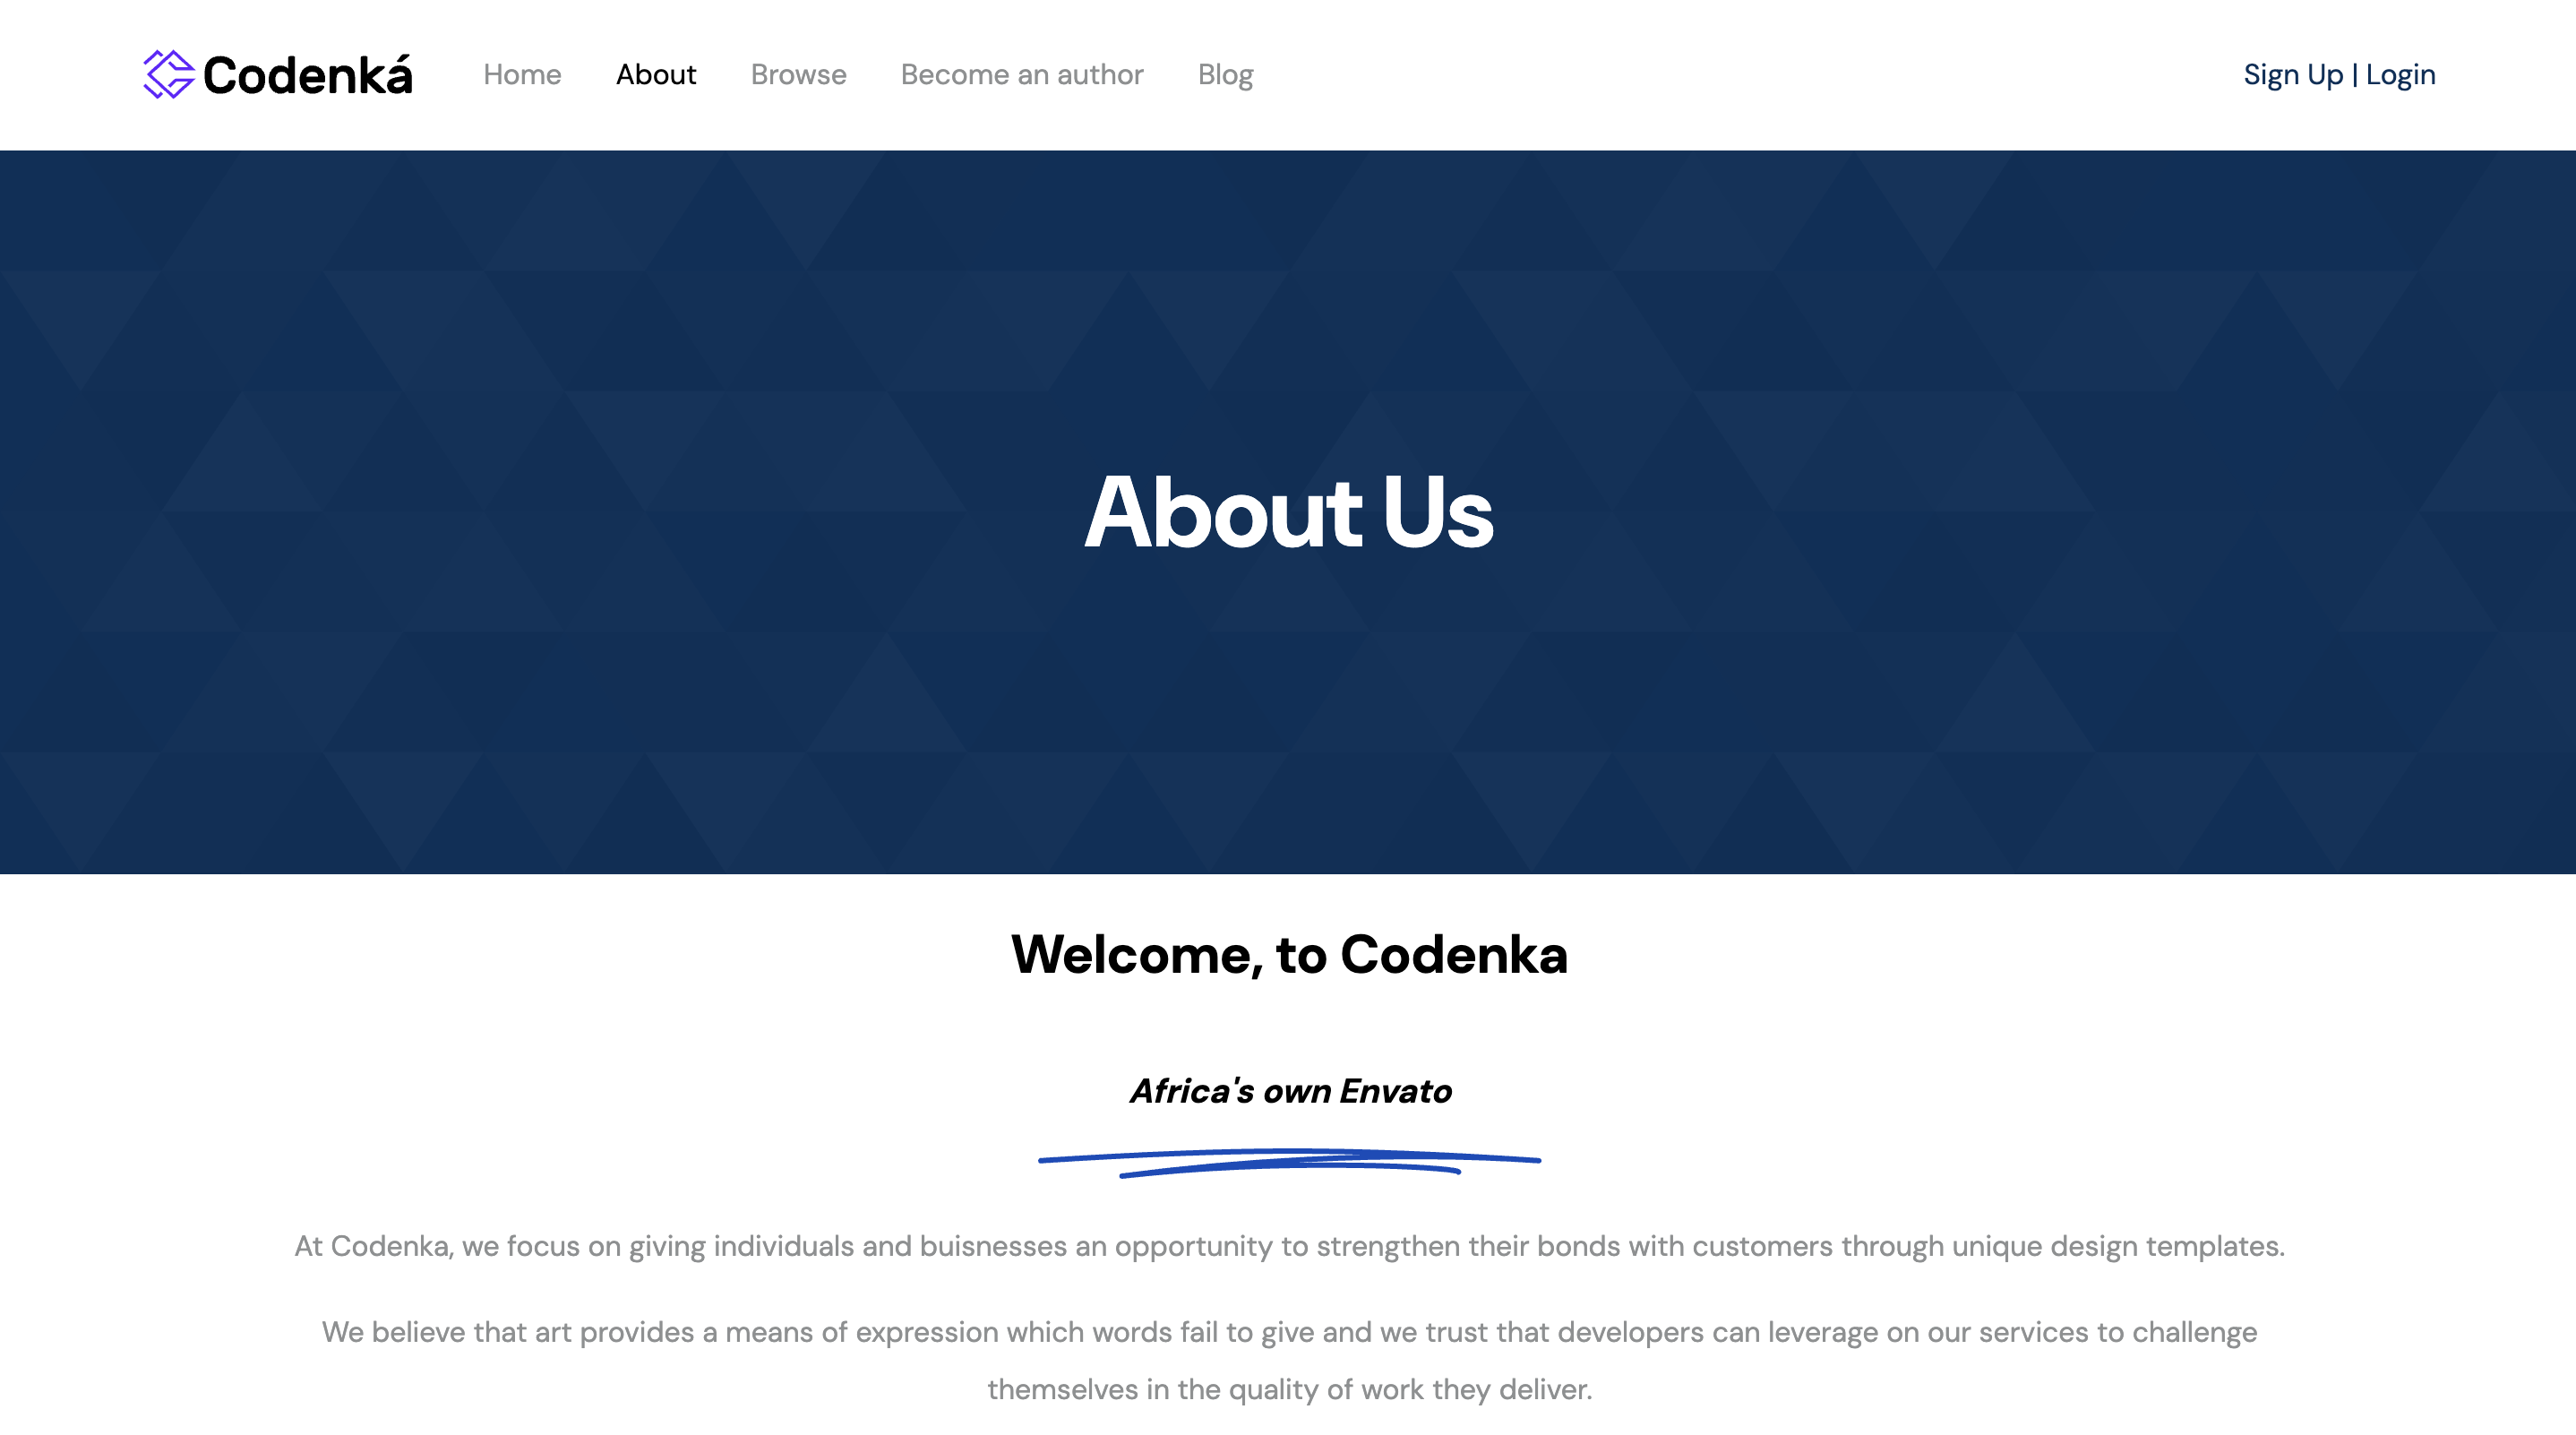 Codenká
Home About Browse Become an author Blog
Sign Up | Login
About Us
Welcome, to Codenka
Africa's own Envato
At Codenka, we focus on giving individuals and buisnesses an opportunity to strengthen their bonds with customers through unique design templates.
We believe that art provides a means of expression which words fail to give and we trust that developers can leverage on our services to challenge
themselves in the quality of work they deliver.